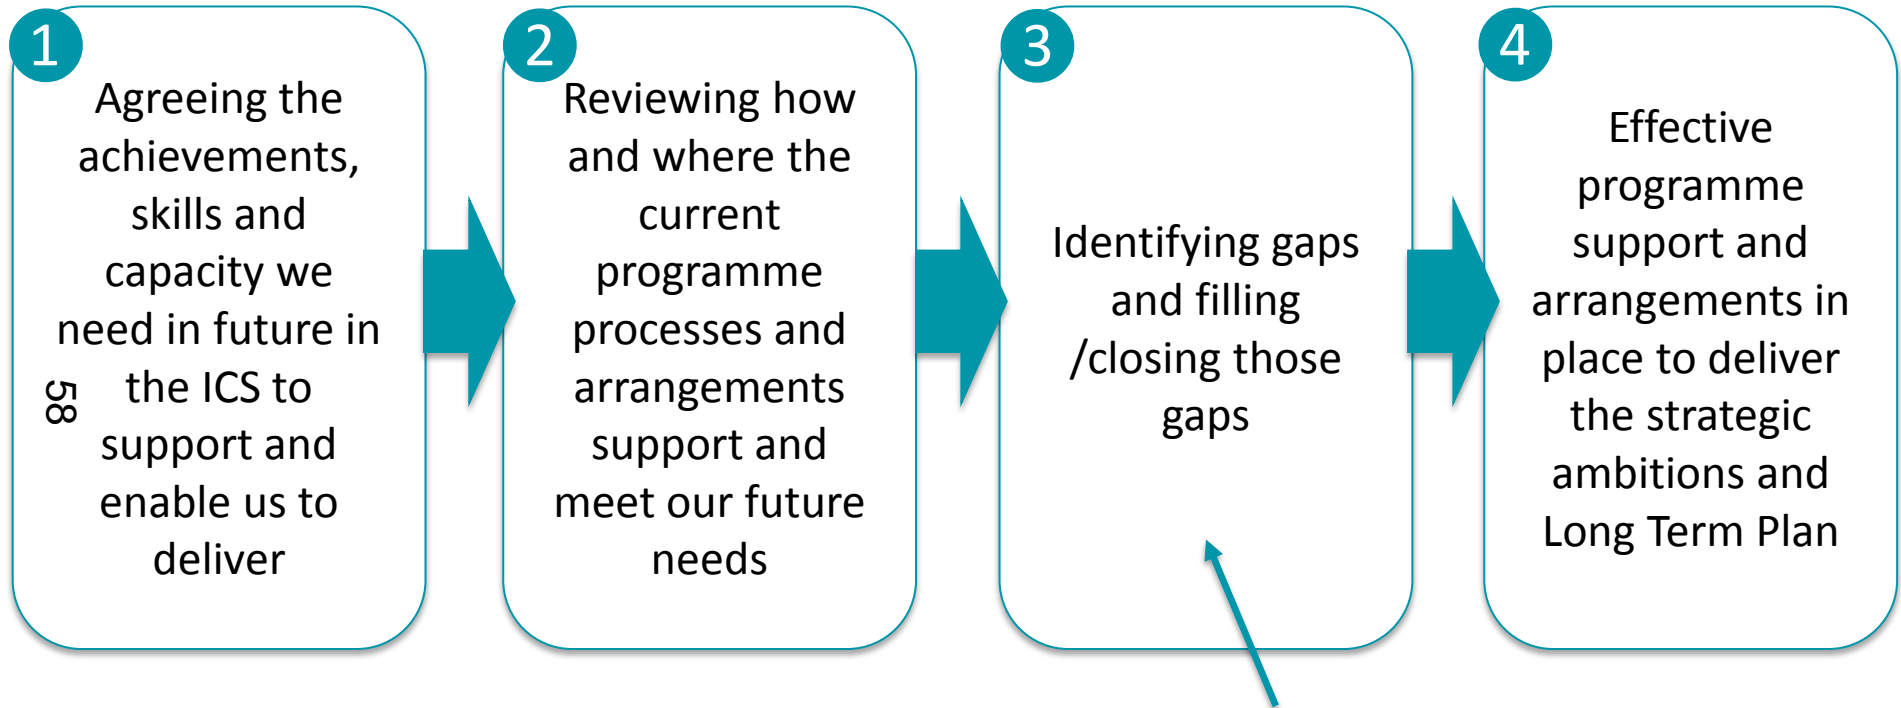 1
Agreeing the
achievements,
skills and
capacity we
need in future in
the ICS to
support and
enable us to
deliver
58
2
Reviewing how
and where the
current
programme
processes and
arrangements
support and
meet our future
needs
3
Identifying gaps
and filling
/closing those
gaps
4
Effective
programme
support and
arrangements in
place to deliver
the strategic
ambitions and
Long Term Plan